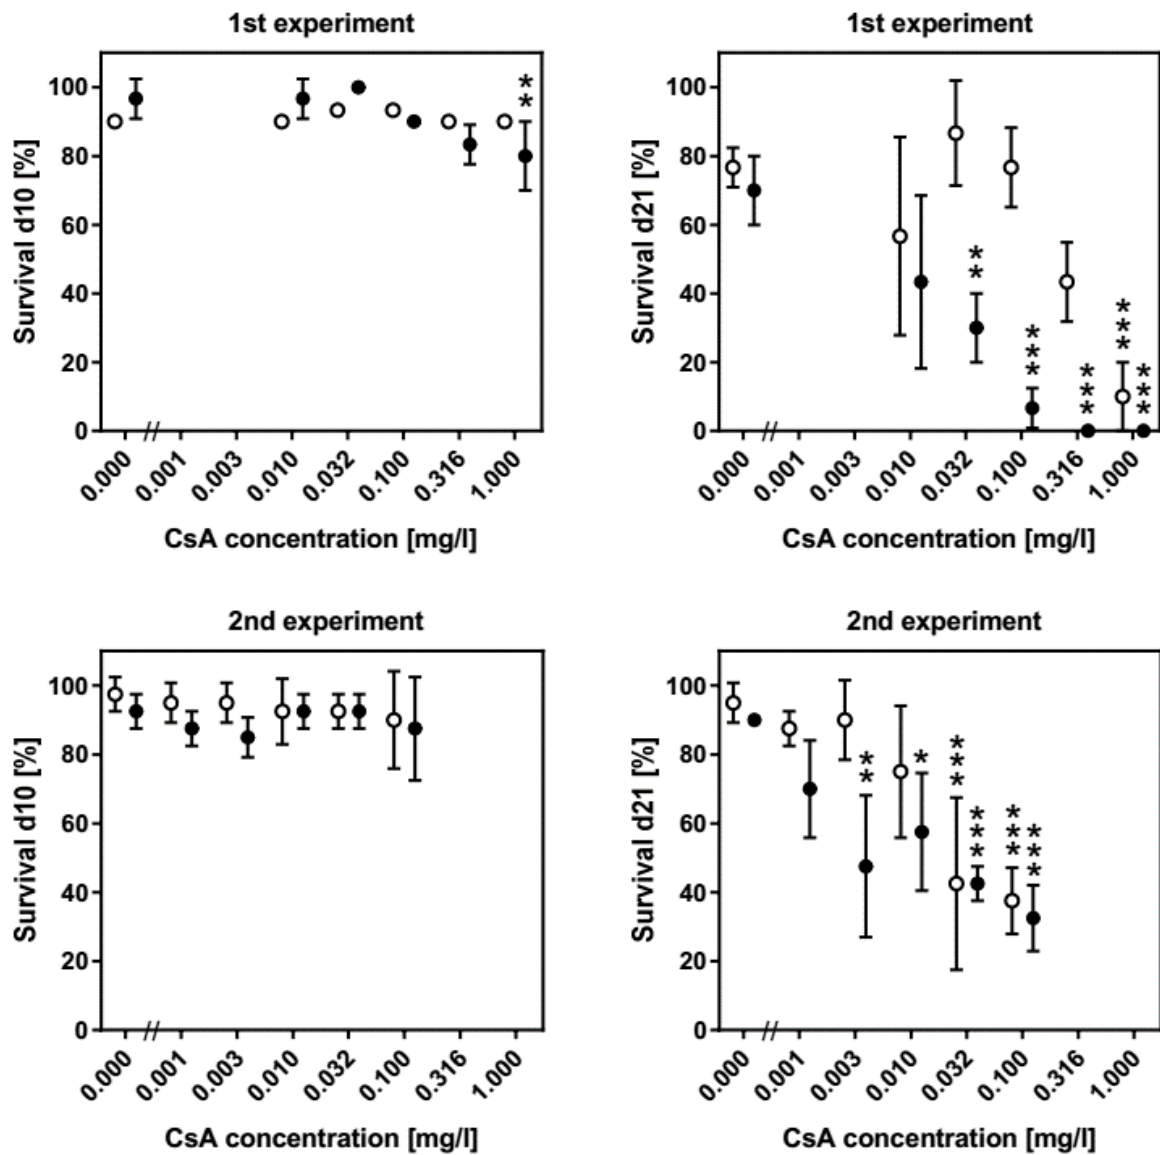 1st experiment
Survival d10 [%]
100
80
60
40
20
0
**
0.000 0.001 0.003 0.010 0.032 0.100 0.316 1.000
CsA concentration [mg/l]
1st experiment
Survival d21 [%]
100
80
60
40
20
0
** *** *** *** ***
0.000 0.001 0.003 0.010 0.032 0.100 0.316 1.000
CsA concentration [mg/l]
2nd experiment
Survival d10 [%]
100
80
60
40
20
0
0.000 0.001 0.003 0.010 0.032 0.100 0.316 1.000
CsA concentration [mg/l]
2nd experiment
Survival d21 [%]
100
80
60
40
20
0
** * *** *** *** ***
0.000 0.001 0.003 0.010 0.032 0.100 0.316 1.000
CsA concentration [mg/l]